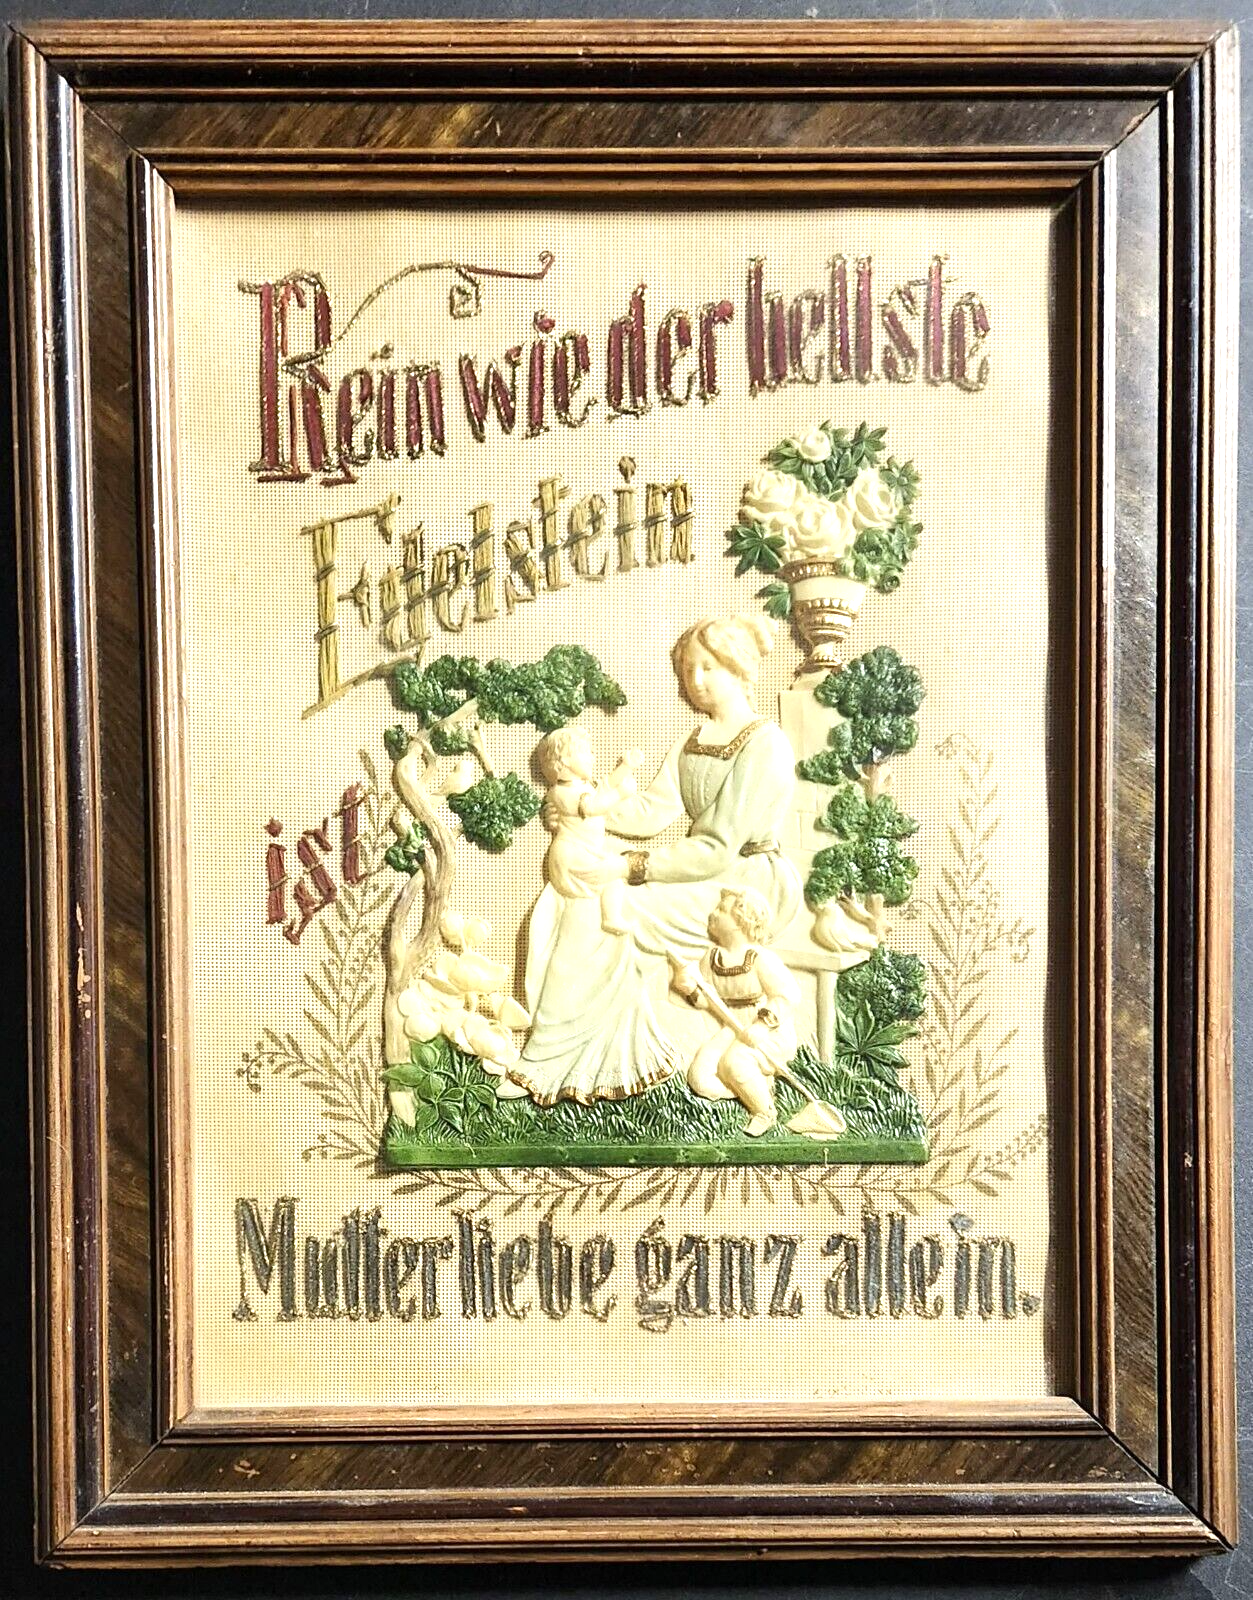 Rein wie der hellste
Edelstein
ist
Mutterliebe ganz allein.